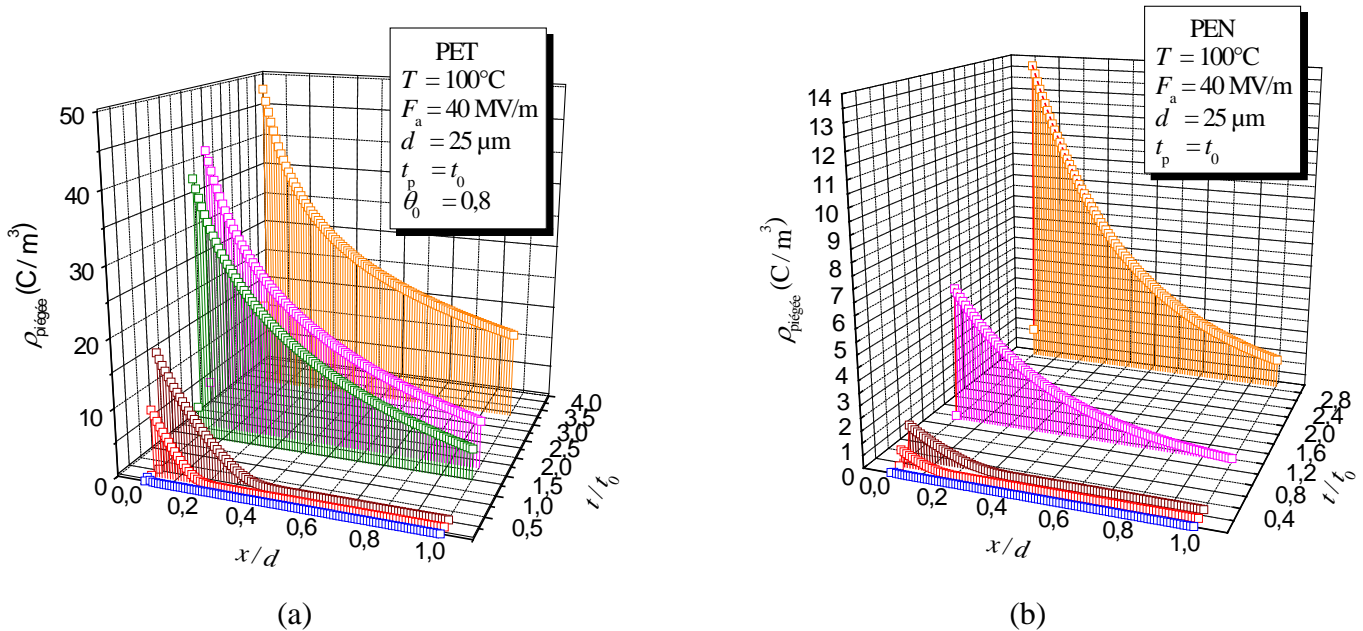 PET
T = 100°C
F_a = 40 MV/m
d = 25 µm
t_p = t_0
θ_0 = 0,8
50
40
30
20
10
0
ρ_piégée (C/m³)
0,0
0,2
0,4
0,6
0,8
1,0
x/d
0,5
1,0
1,5
2,0
2,5
3,0
3,5
4,0
t/t_0
(a)
PEN
T = 100°C
F_a = 40 MV/m
d = 25 µm
t_p = t_0
14
13
12
11
10
9
8
7
6
5
4
3
2
1
0
ρ_piégée (C/m³)
0,0
0,2
0,4
0,6
0,8
1,0
x/d
0,4
0,8
1,2
1,6
2,0
2,4
2,8
t/t_0
(b)